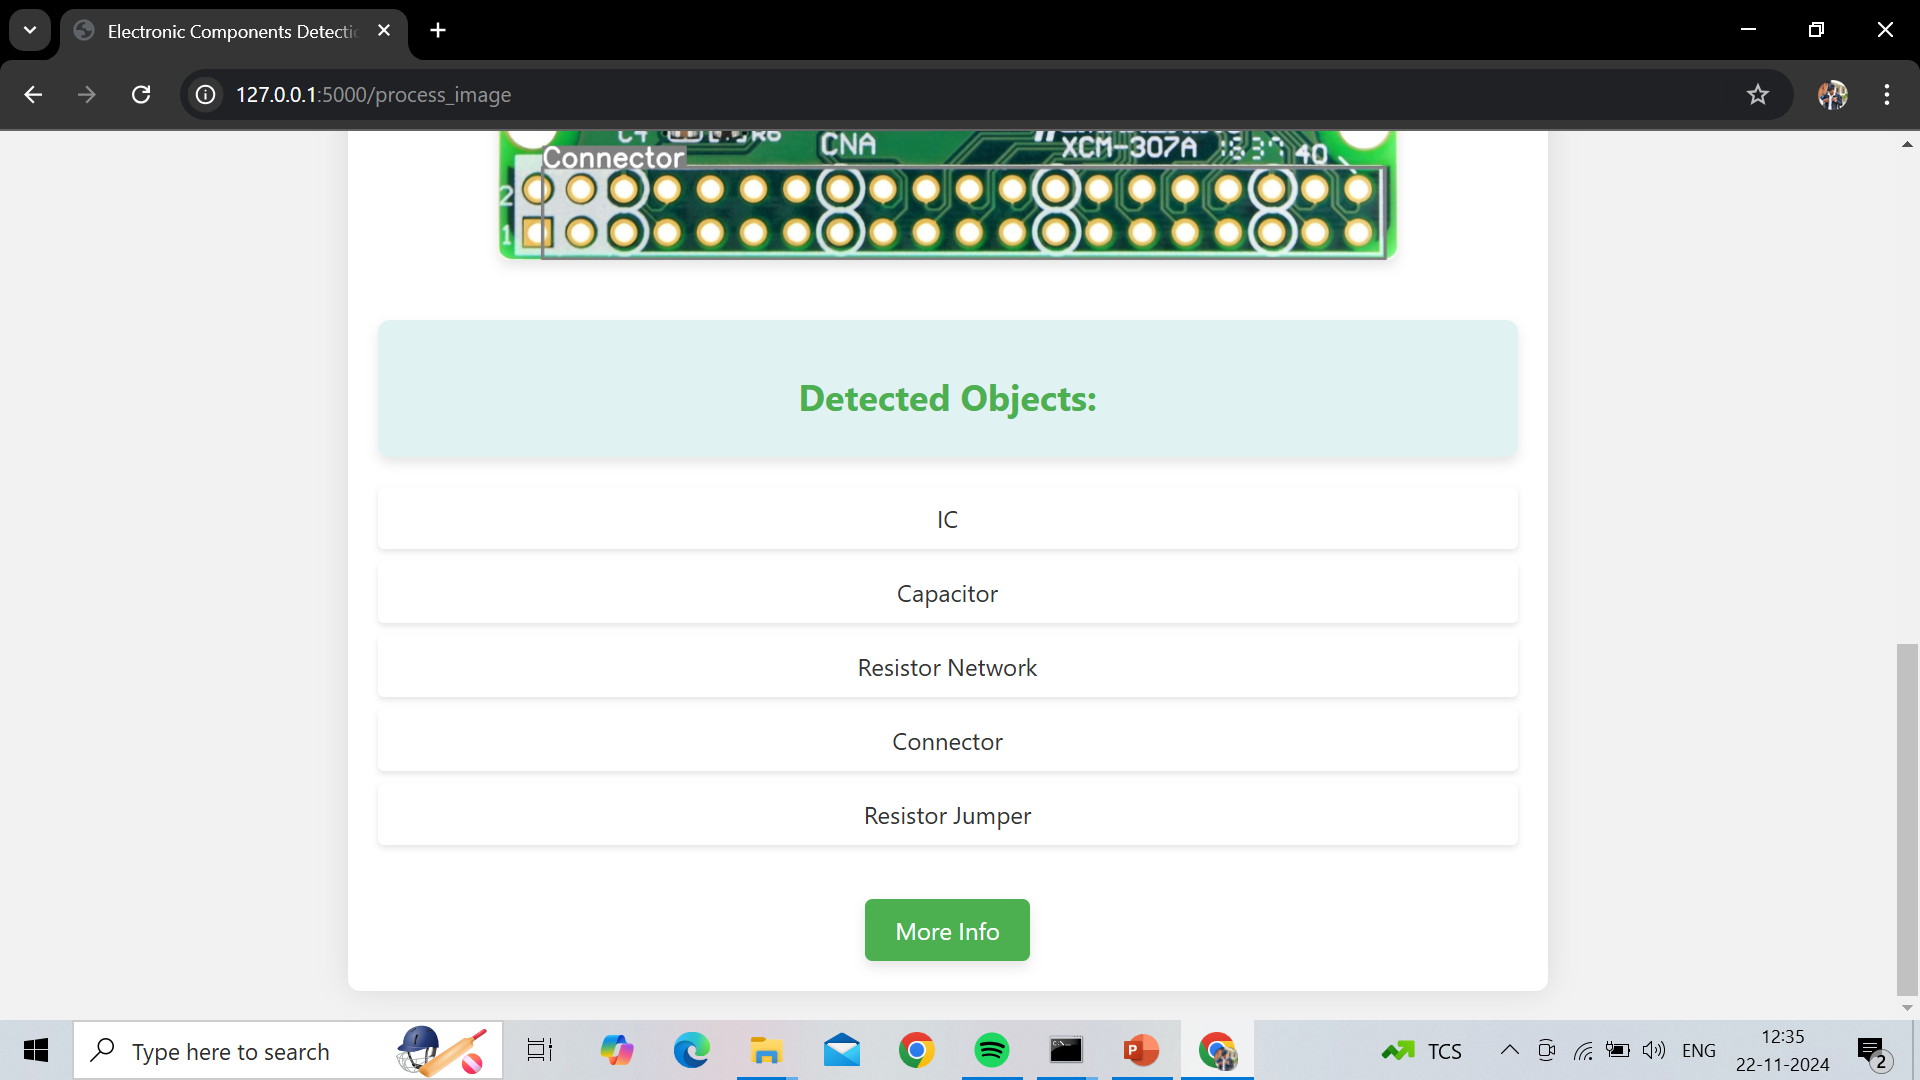 Electronic Components Detecti
127.0.0.1:5000/process_image
C4 R6 CNA XCM-307A 1637 40
Connector
2
1
Detected Objects:
IC
Capacitor
Resistor Network
Connector
Resistor Jumper
More Info
Type here to search
TCS
ENG
12:35
22-11-2024
2